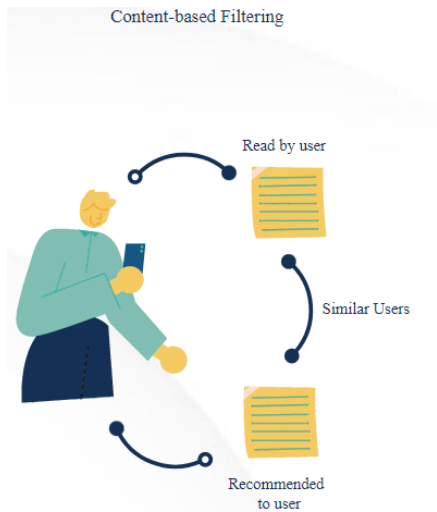 Content-based Filtering
Read by user
Similar Users
Recommended
to user